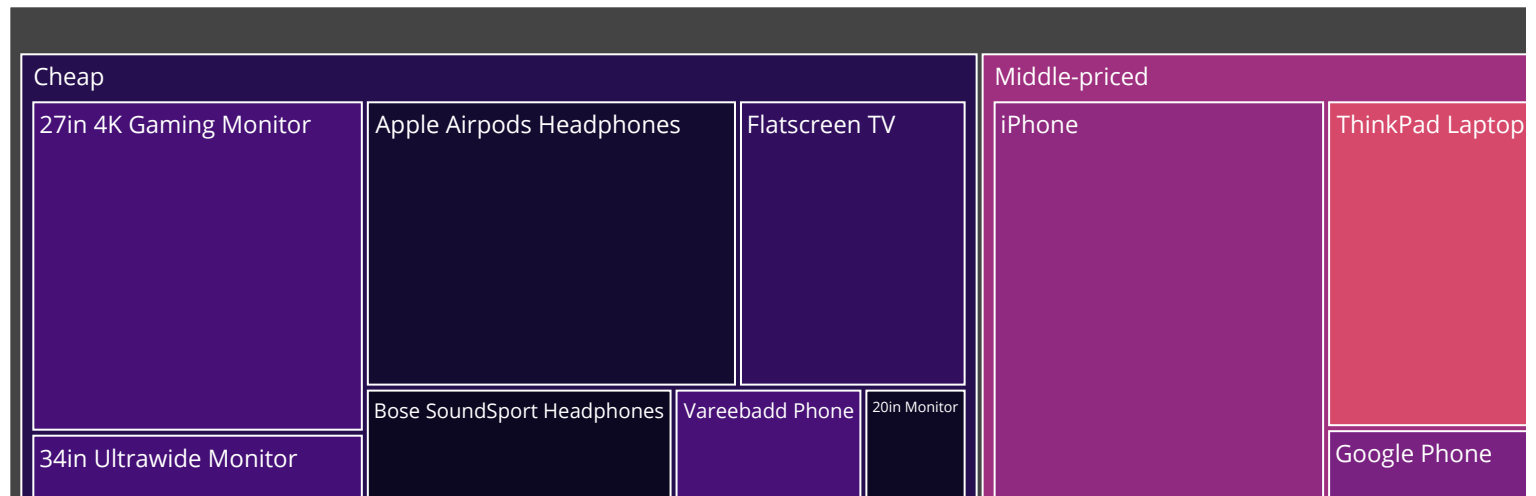 Cheap
27in 4K Gaming Monitor
Apple Airpods Headphones
Flatscreen TV
Bose SoundSport Headphones
Vareebadd Phone
20in Monitor
34in Ultrawide Monitor
Middle-priced
iPhone
ThinkPad Laptop
Google Phone